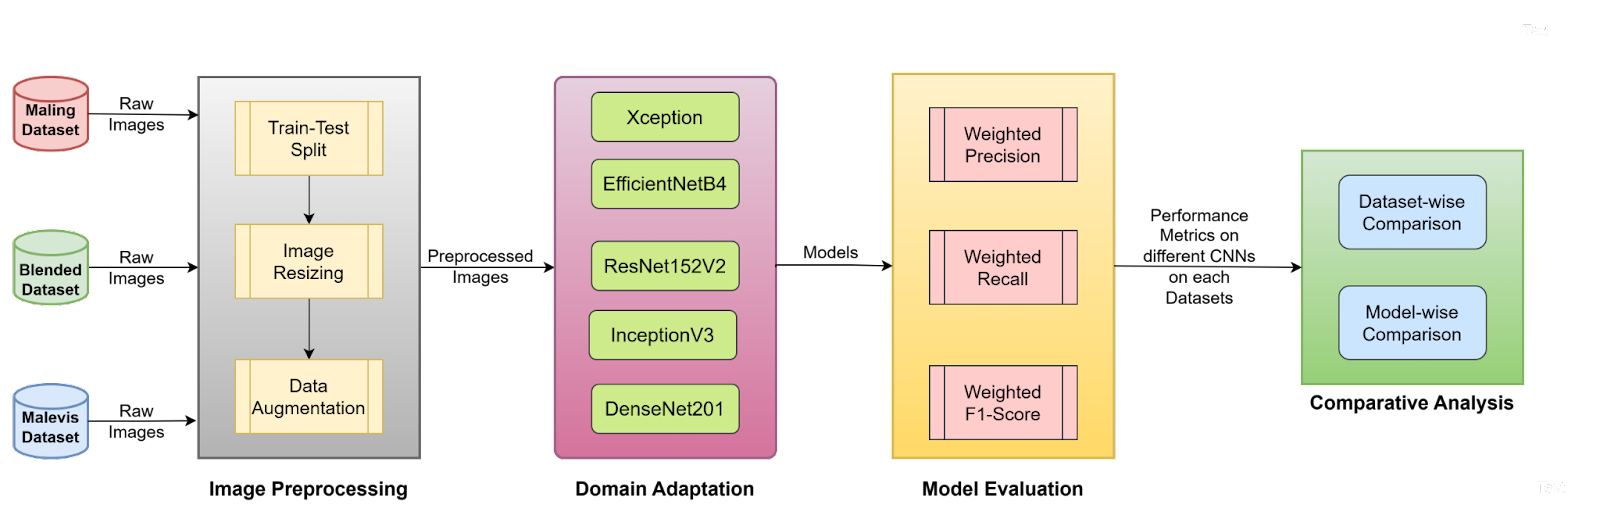 Maling
Dataset
Raw
Images
Blended
Dataset
Raw
Images
Malevis
Dataset
Raw
Images
Train-Test
Split
Image
Resizing
Data
Augmentation
Image Preprocessing
Preprocessed
Images
Xception
EfficientNetB4
ResNet152V2
InceptionV3
DenseNet201
Domain Adaptation
Models
Weighted
Precision
Weighted
Recall
Weighted
F1-Score
Model Evaluation
Performance
Metrics on
different CNNs
on each
Datasets
Dataset-wise
Comparison
Model-wise
Comparison
Comparative Analysis